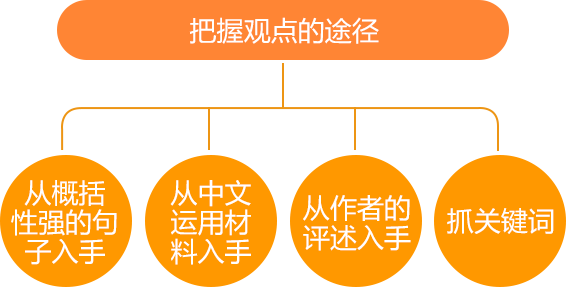 把握观点的途径
从概括
性强的句
子入手
从中文
运用材
料入手
从作者的
评述入手
抓关键词